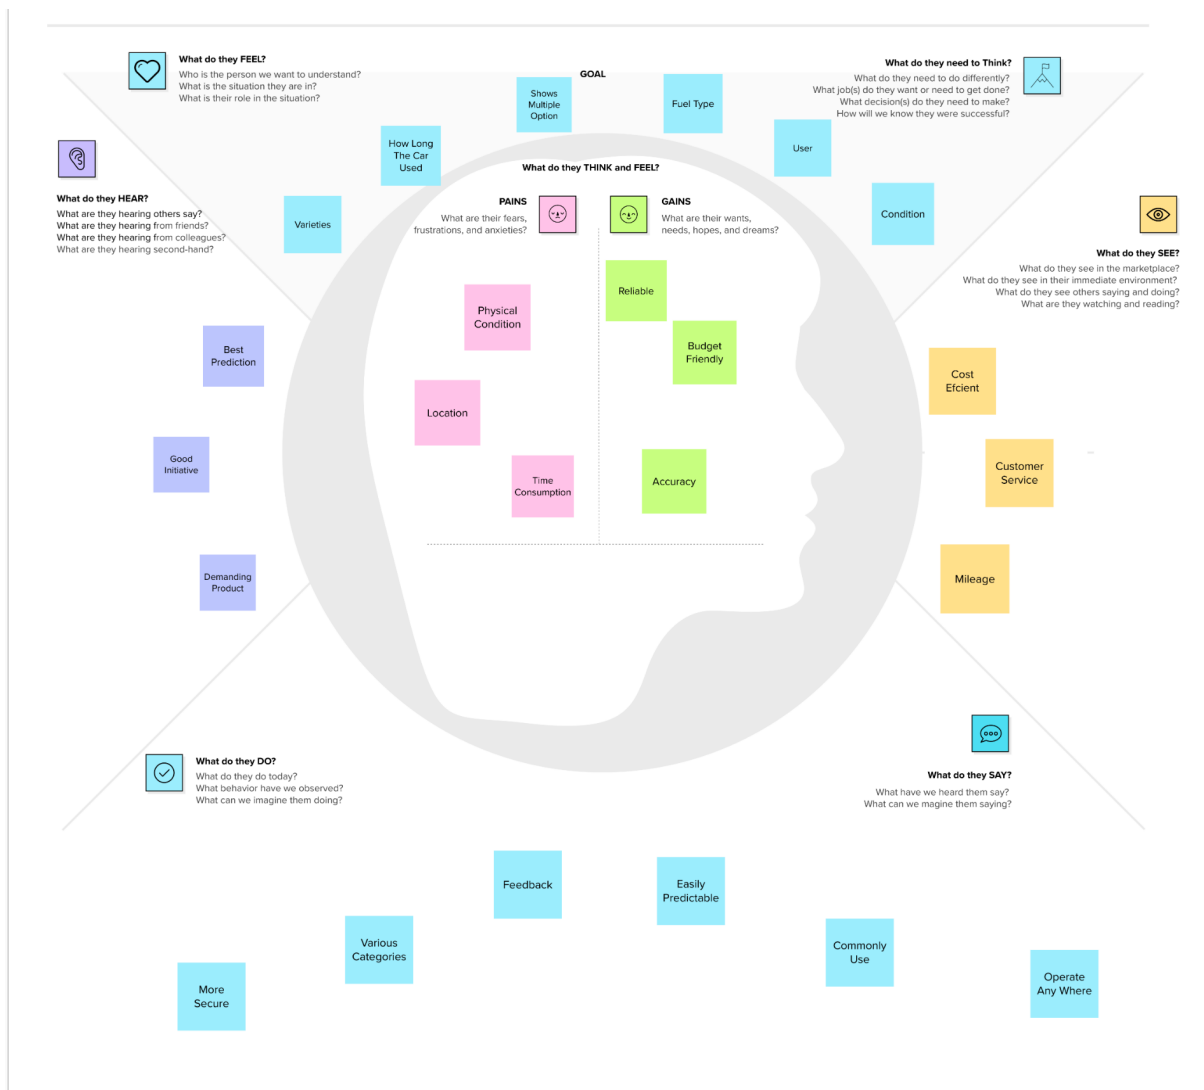 What do they FEEL?
Who is the person we want to understand?
What is the situation they are in?
What is their role in the situation?
GOAL
What do they need to Think?
What do they need to do differently?
What job(s) do they want or need to get done?
What decision(s) do they need to make?
How will we know they were successful?
Shows
Multiple
Option
Fuel Type
How Long
The Car
Used
User
Varieties
Condition
What do they HEAR?
What are they hearing others say?
What are they hearing from friends?
What are they hearing from colleagues?
What are they hearing second-hand?
What do they THINK and FEEL?
PAINS
What are their fears,
frustrations, and anxieties?
GAINS
What are their wants,
needs, hopes, and dreams?
What do they SEE?
What do they see in the marketplace?
What do they see in their immediate environment?
What do they see others saying and doing?
What are they watching and reading?
Physical
Condition
Location
Time
Consumption
Reliable
Budget
Friendly
Accuracy
Best
Prediction
Good
Initiative
Demanding
Product
Cost
Efcient
Customer
Service
Mileage
What do they DO?
What do they do today?
What behavior have we observed?
What can we imagine them doing?
What do they SAY?
What have we heard them say?
What can we magine them saying?
Feedback
Easily
Predictable
Various
Categories
Commonly
Use
More
Secure
Operate
Any Where